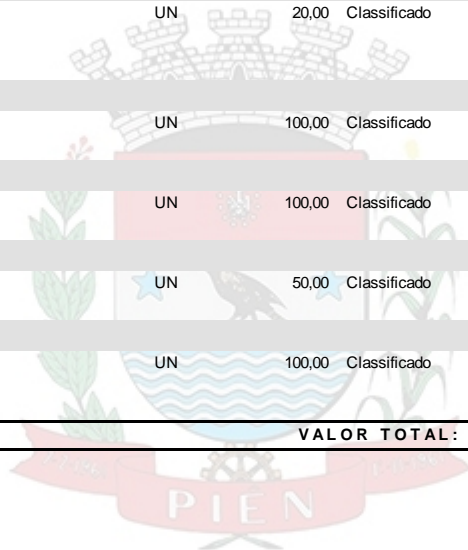 UN 20,00 Classificado
UN 100,00 Classificado
UN 100,00 Classificado
UN 50,00 Classificado
UN 100,00 Classificado
VALOR TOTAL:
PIEN